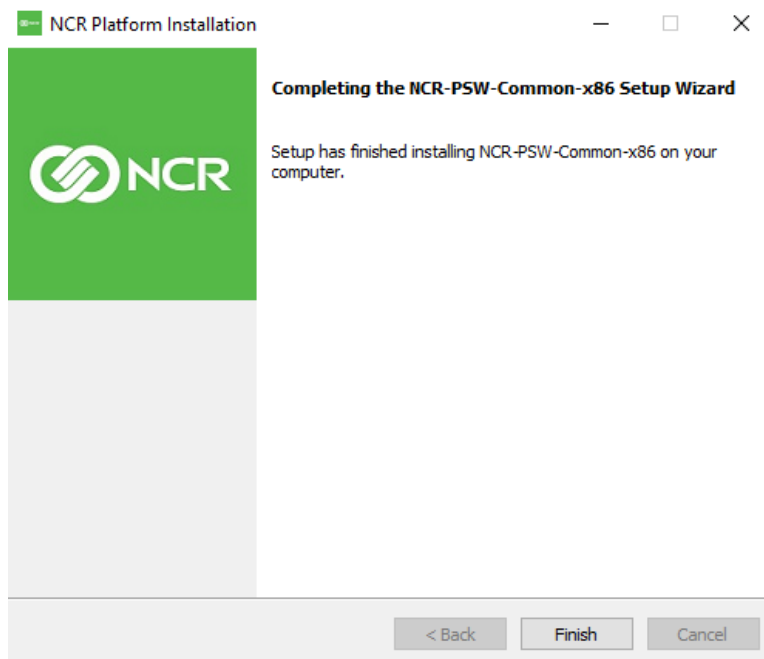 NCR Platform Installation
Completing the NCR-PSW-Common-x86 Setup Wizard
Setup has finished installing NCR-PSW-Common-x86 on your
computer.
NCR
< Back
Finish
Cancel